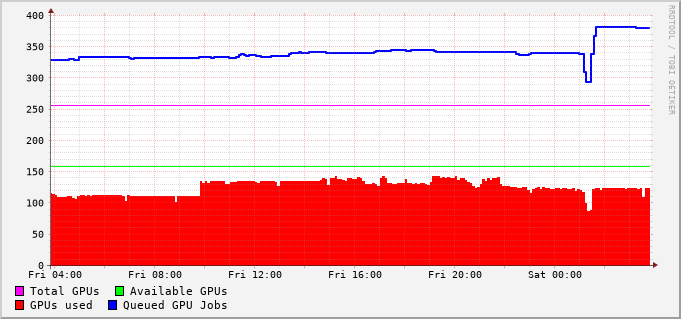 400
350
300
250
200
150
100
50
0
Fri 04:00 Fri 08:00 Fri 12:00 Fri 16:00 Fri 20:00 Sat 00:00
Total GPUs Available GPUs
GPUs used Queued GPU Jobs
RRDTOOL / TOBI OETIKER